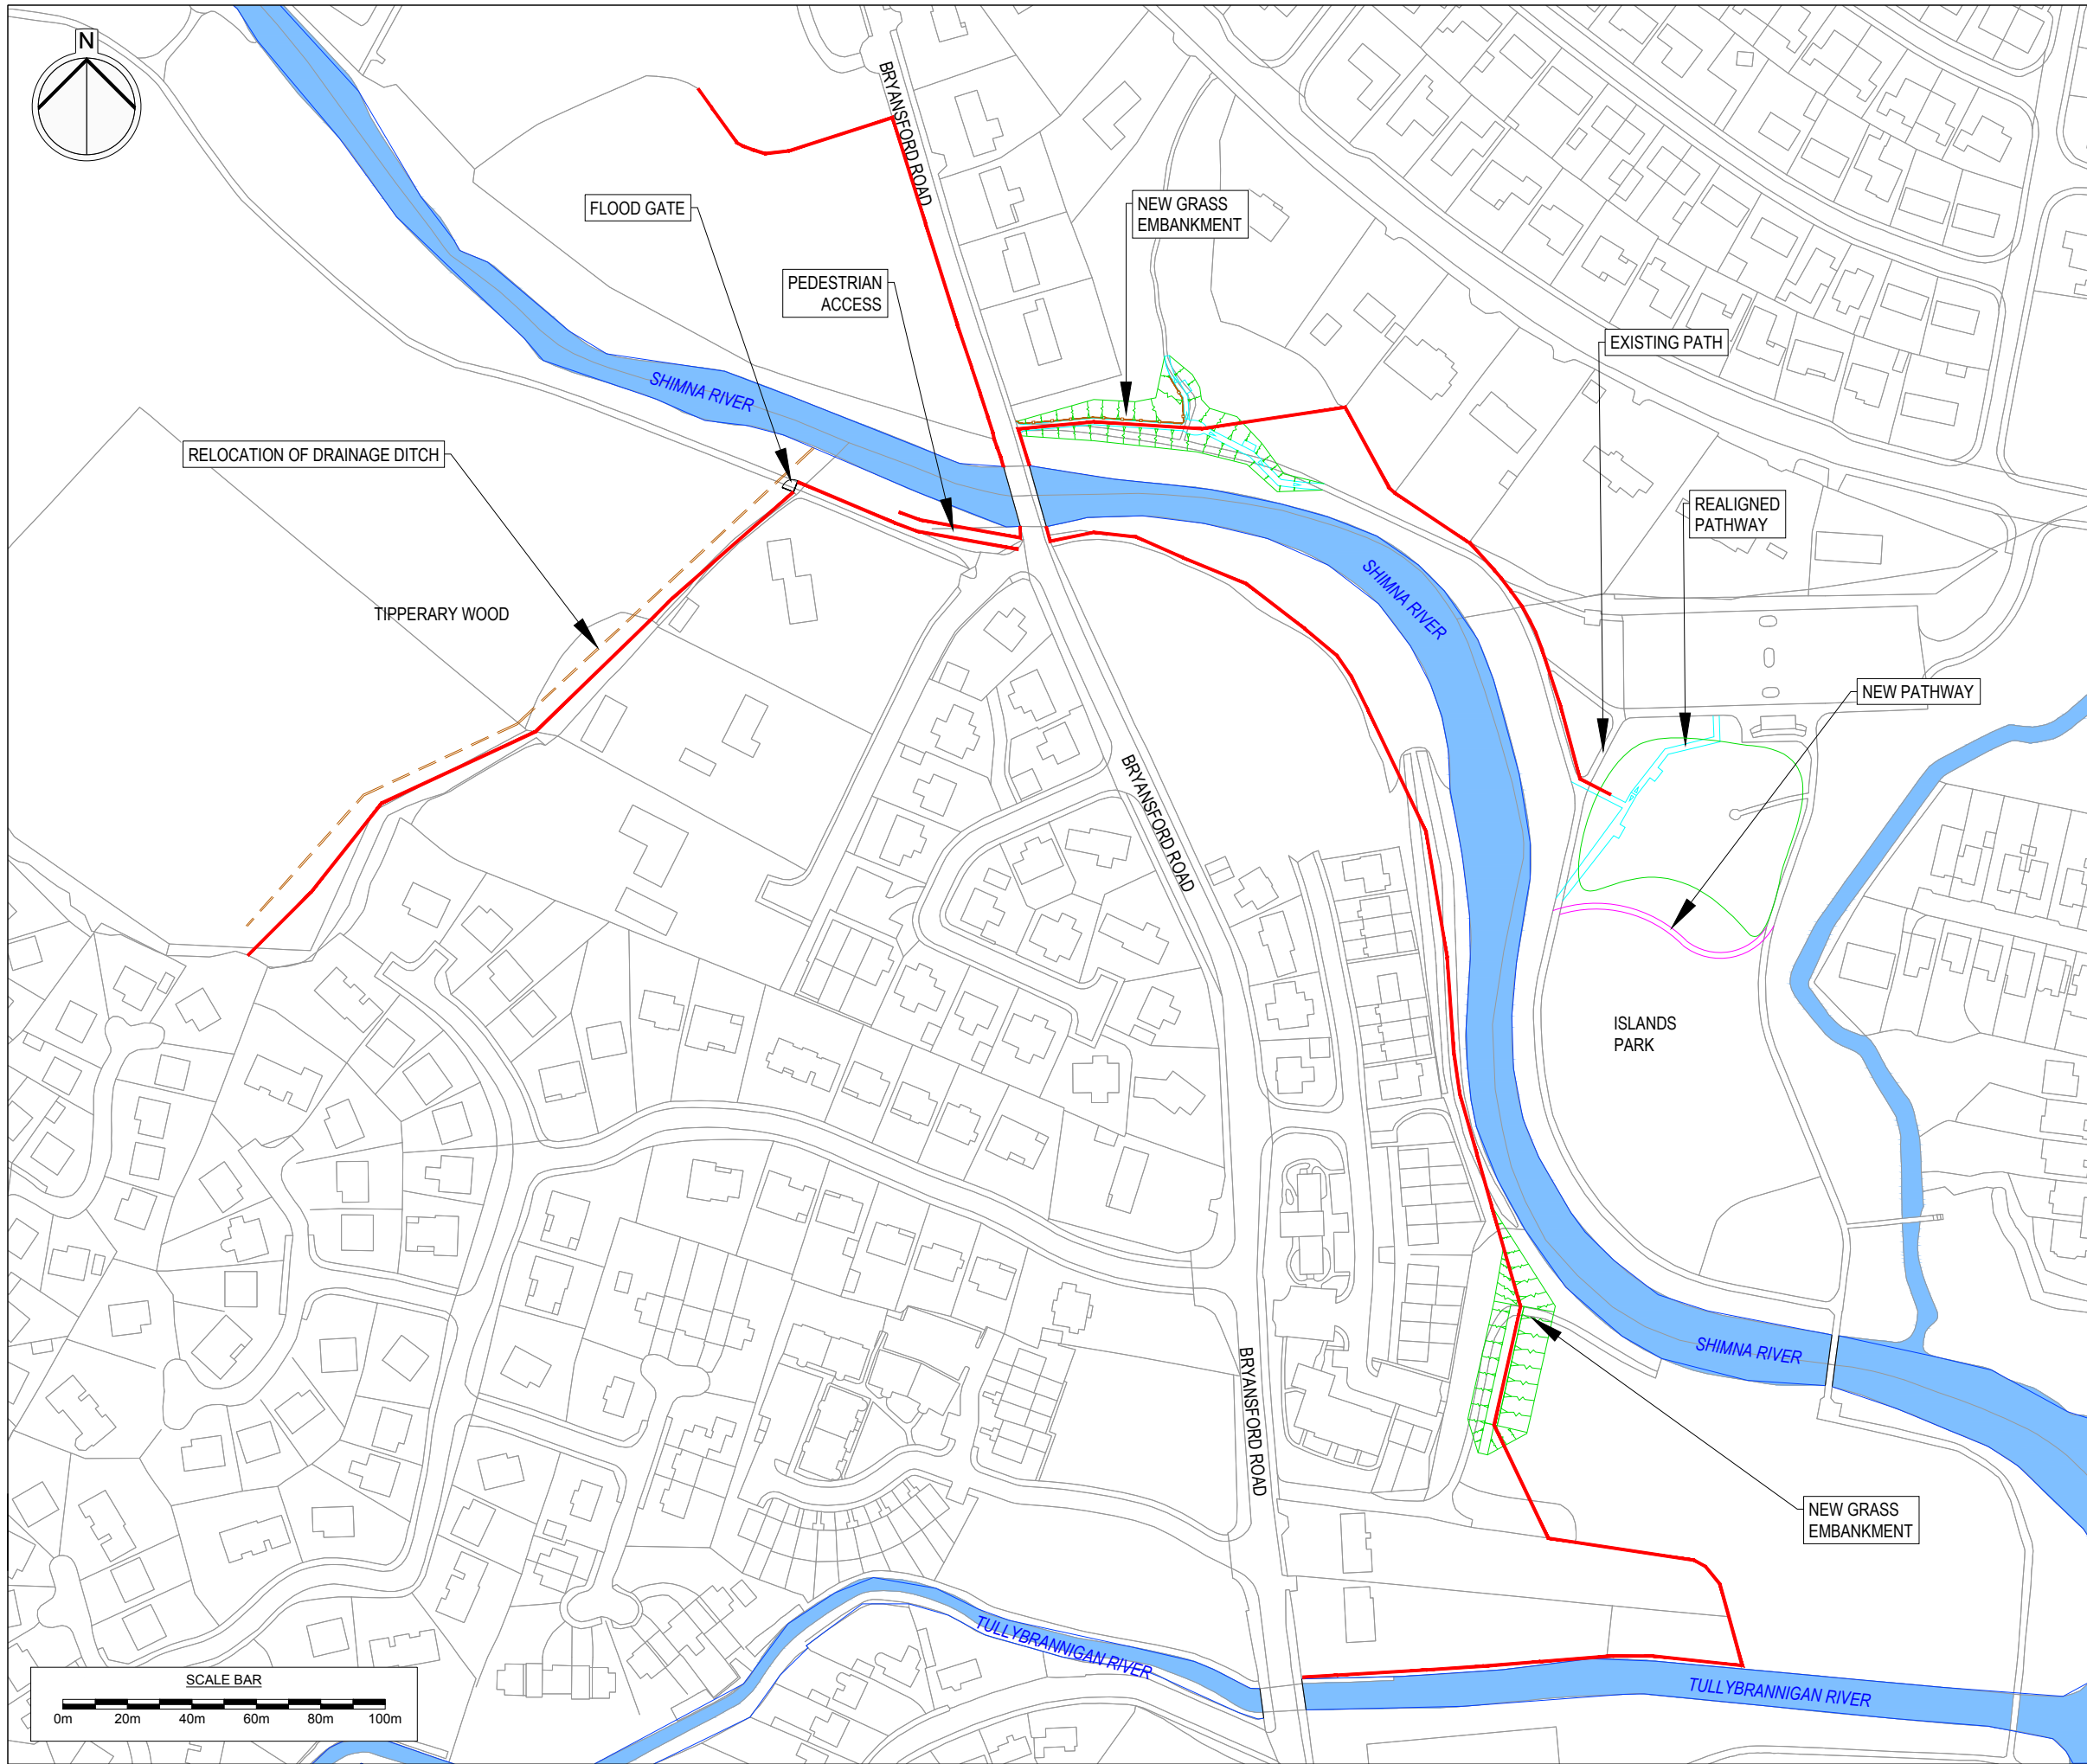 N
BRYANSFORD ROAD
FLOOD GATE
NEW GRASS
EMBANKMENT
PEDESTRIAN
ACCESS
EXISTING PATH
SHIMNA RIVER
RELOCATION OF DRAINAGE DITCH
REALIGNED
PATHWAY
SHIMNA RIVER
TIPPERARY WOOD
NEW PATHWAY
BRYANSFORD ROAD
ISLANDS
PARK
SHIMNA RIVER
BRYANSFORD ROAD
NEW GRASS
EMBANKMENT
TULLYBRANNIGAN RIVER
TULLYBRANNIGAN RIVER
SCALE BAR
0m 20m 40m 60m 80m 100m